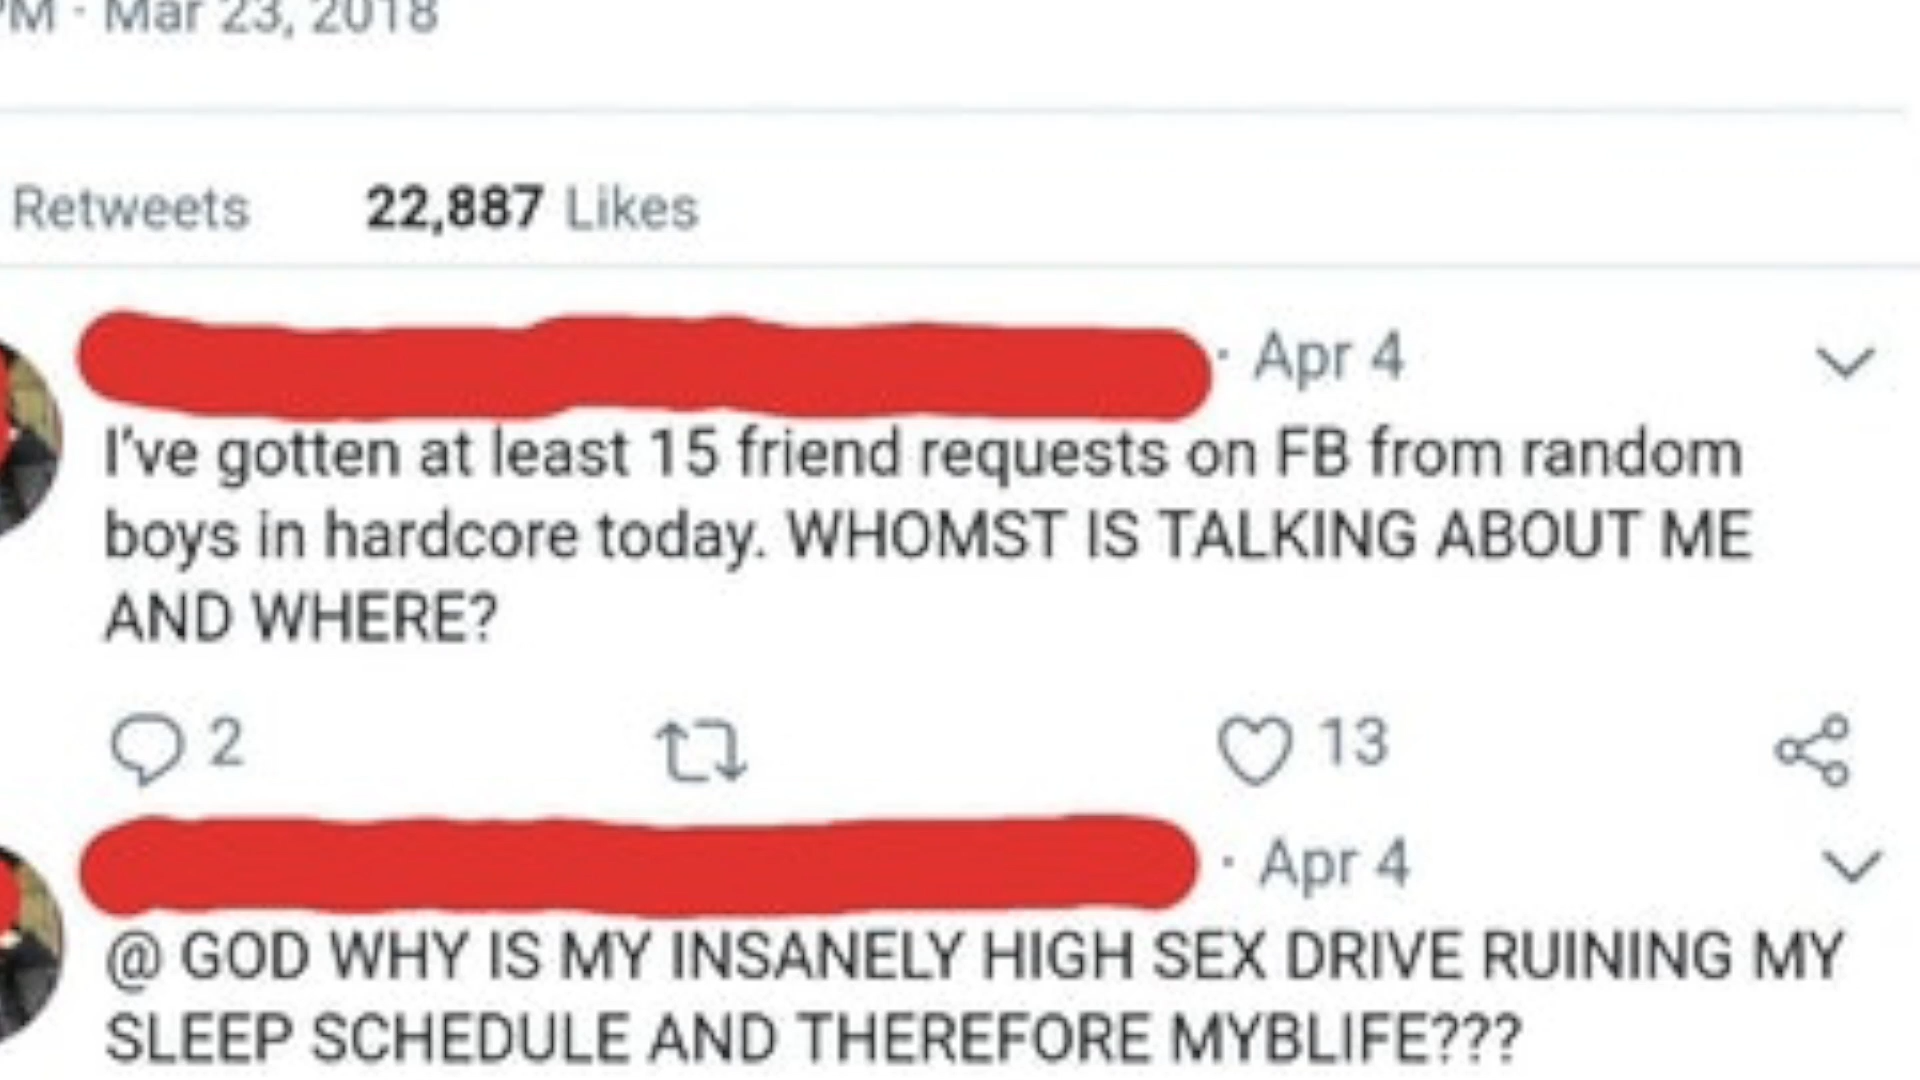 PM · Mar 23, 2018
Retweets 22,887 Likes
· Apr 4
I've gotten at least 15 friend requests on FB from random
boys in hardcore today. WHOMST IS TALKING ABOUT ME
AND WHERE?
2 13
· Apr 4
@ GOD WHY IS MY INSANELY HIGH SEX DRIVE RUINING MY
SLEEP SCHEDULE AND THEREFORE MYBLIFE???